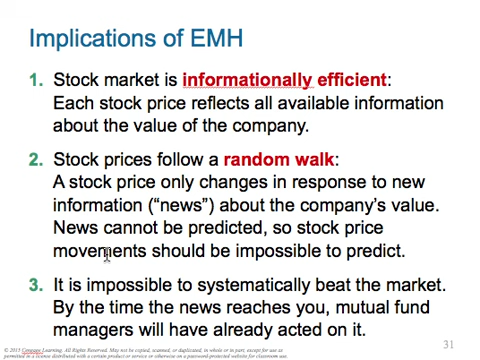 Implications of EMH
1. Stock market is informationally efficient:
Each stock price reflects all available information
about the value of the company.
2. Stock prices follow a random walk:
A stock price only changes in response to new
information (“news”) about the company’s value.
News cannot be predicted, so stock price
movements should be impossible to predict.
3. It is impossible to systematically beat the market.
By the time the news reaches you, mutual fund
managers will have already acted on it.
31
© 2015 Cengage Learning. All Rights Reserved. May not be copied, scanned, or duplicated, in whole or in part, except for use as
permitted in a license distributed with a certain product or service or otherwise on a password-protected website for classroom use.